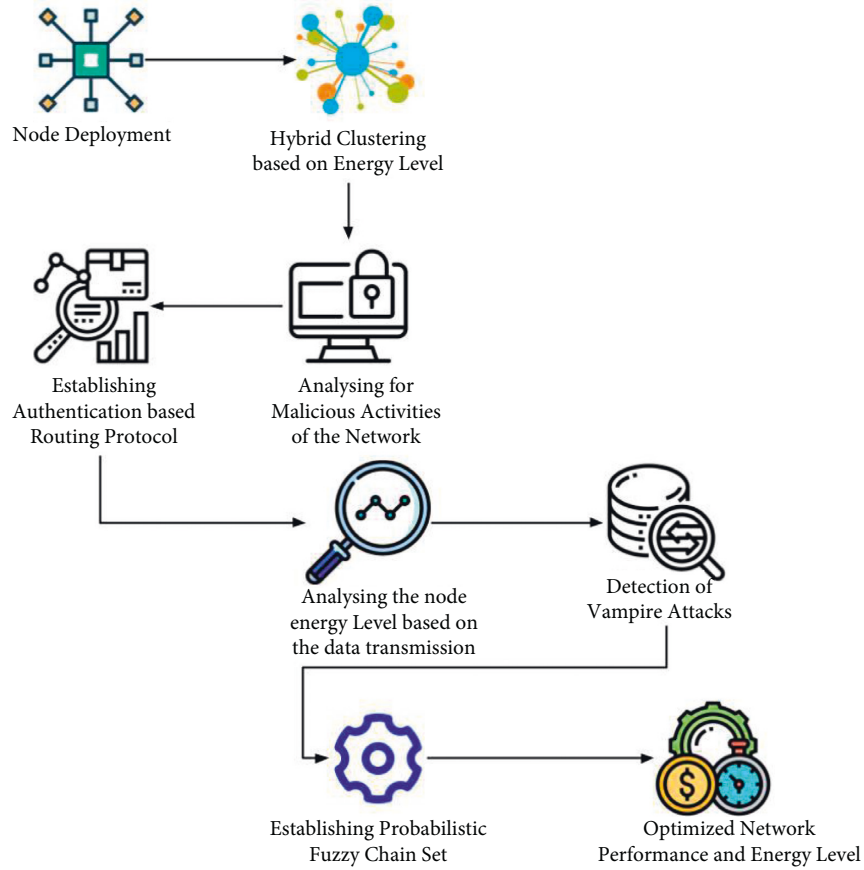 Node Deployment
Hybrid Clustering
based on Energy Level
Establishing
Authentication based
Routing Protocol
Analysing for
Malicious Activities
of the Network
Analysing the node
energy Level based on
the data transmission
Detection of
Vampire Attacks
Establishing Probabilistic
Fuzzy Chain Set
$
Optimized Network
Performance and Energy Level